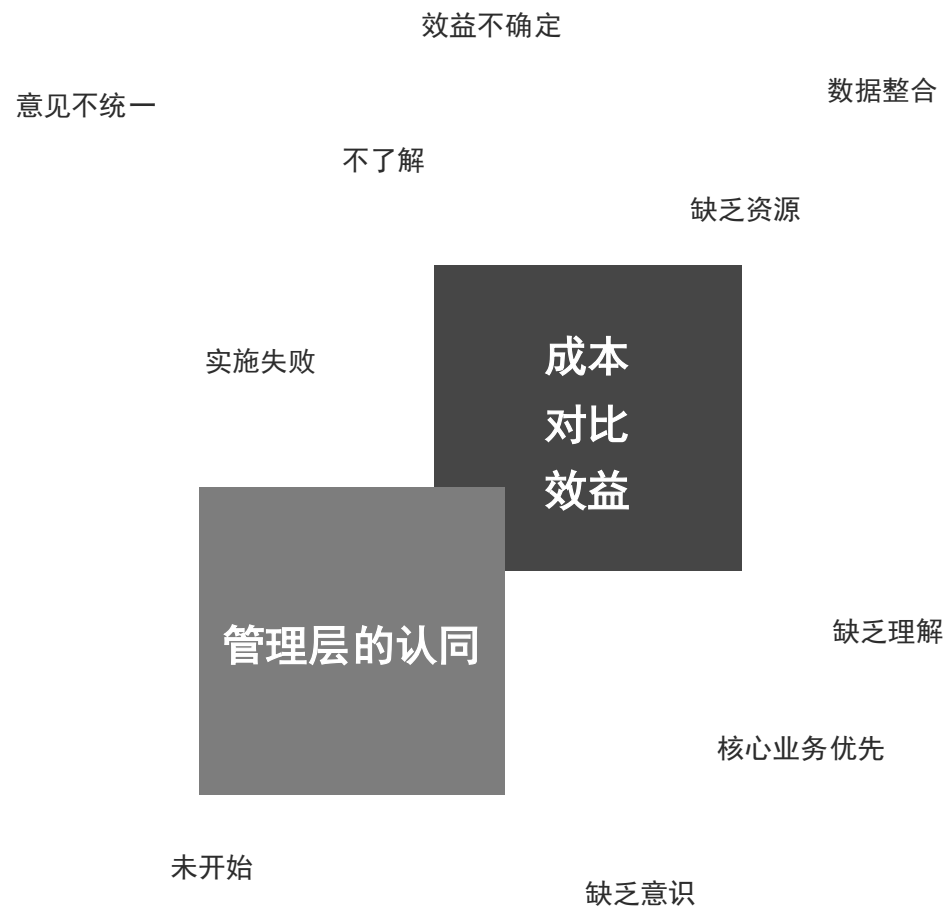 效益不确定
数据整合
意见不统一
不了解
缺乏资源
实施失败
成本
对比
效益
管理层的认同
缺乏理解
核心业务优先
未开始
缺乏意识